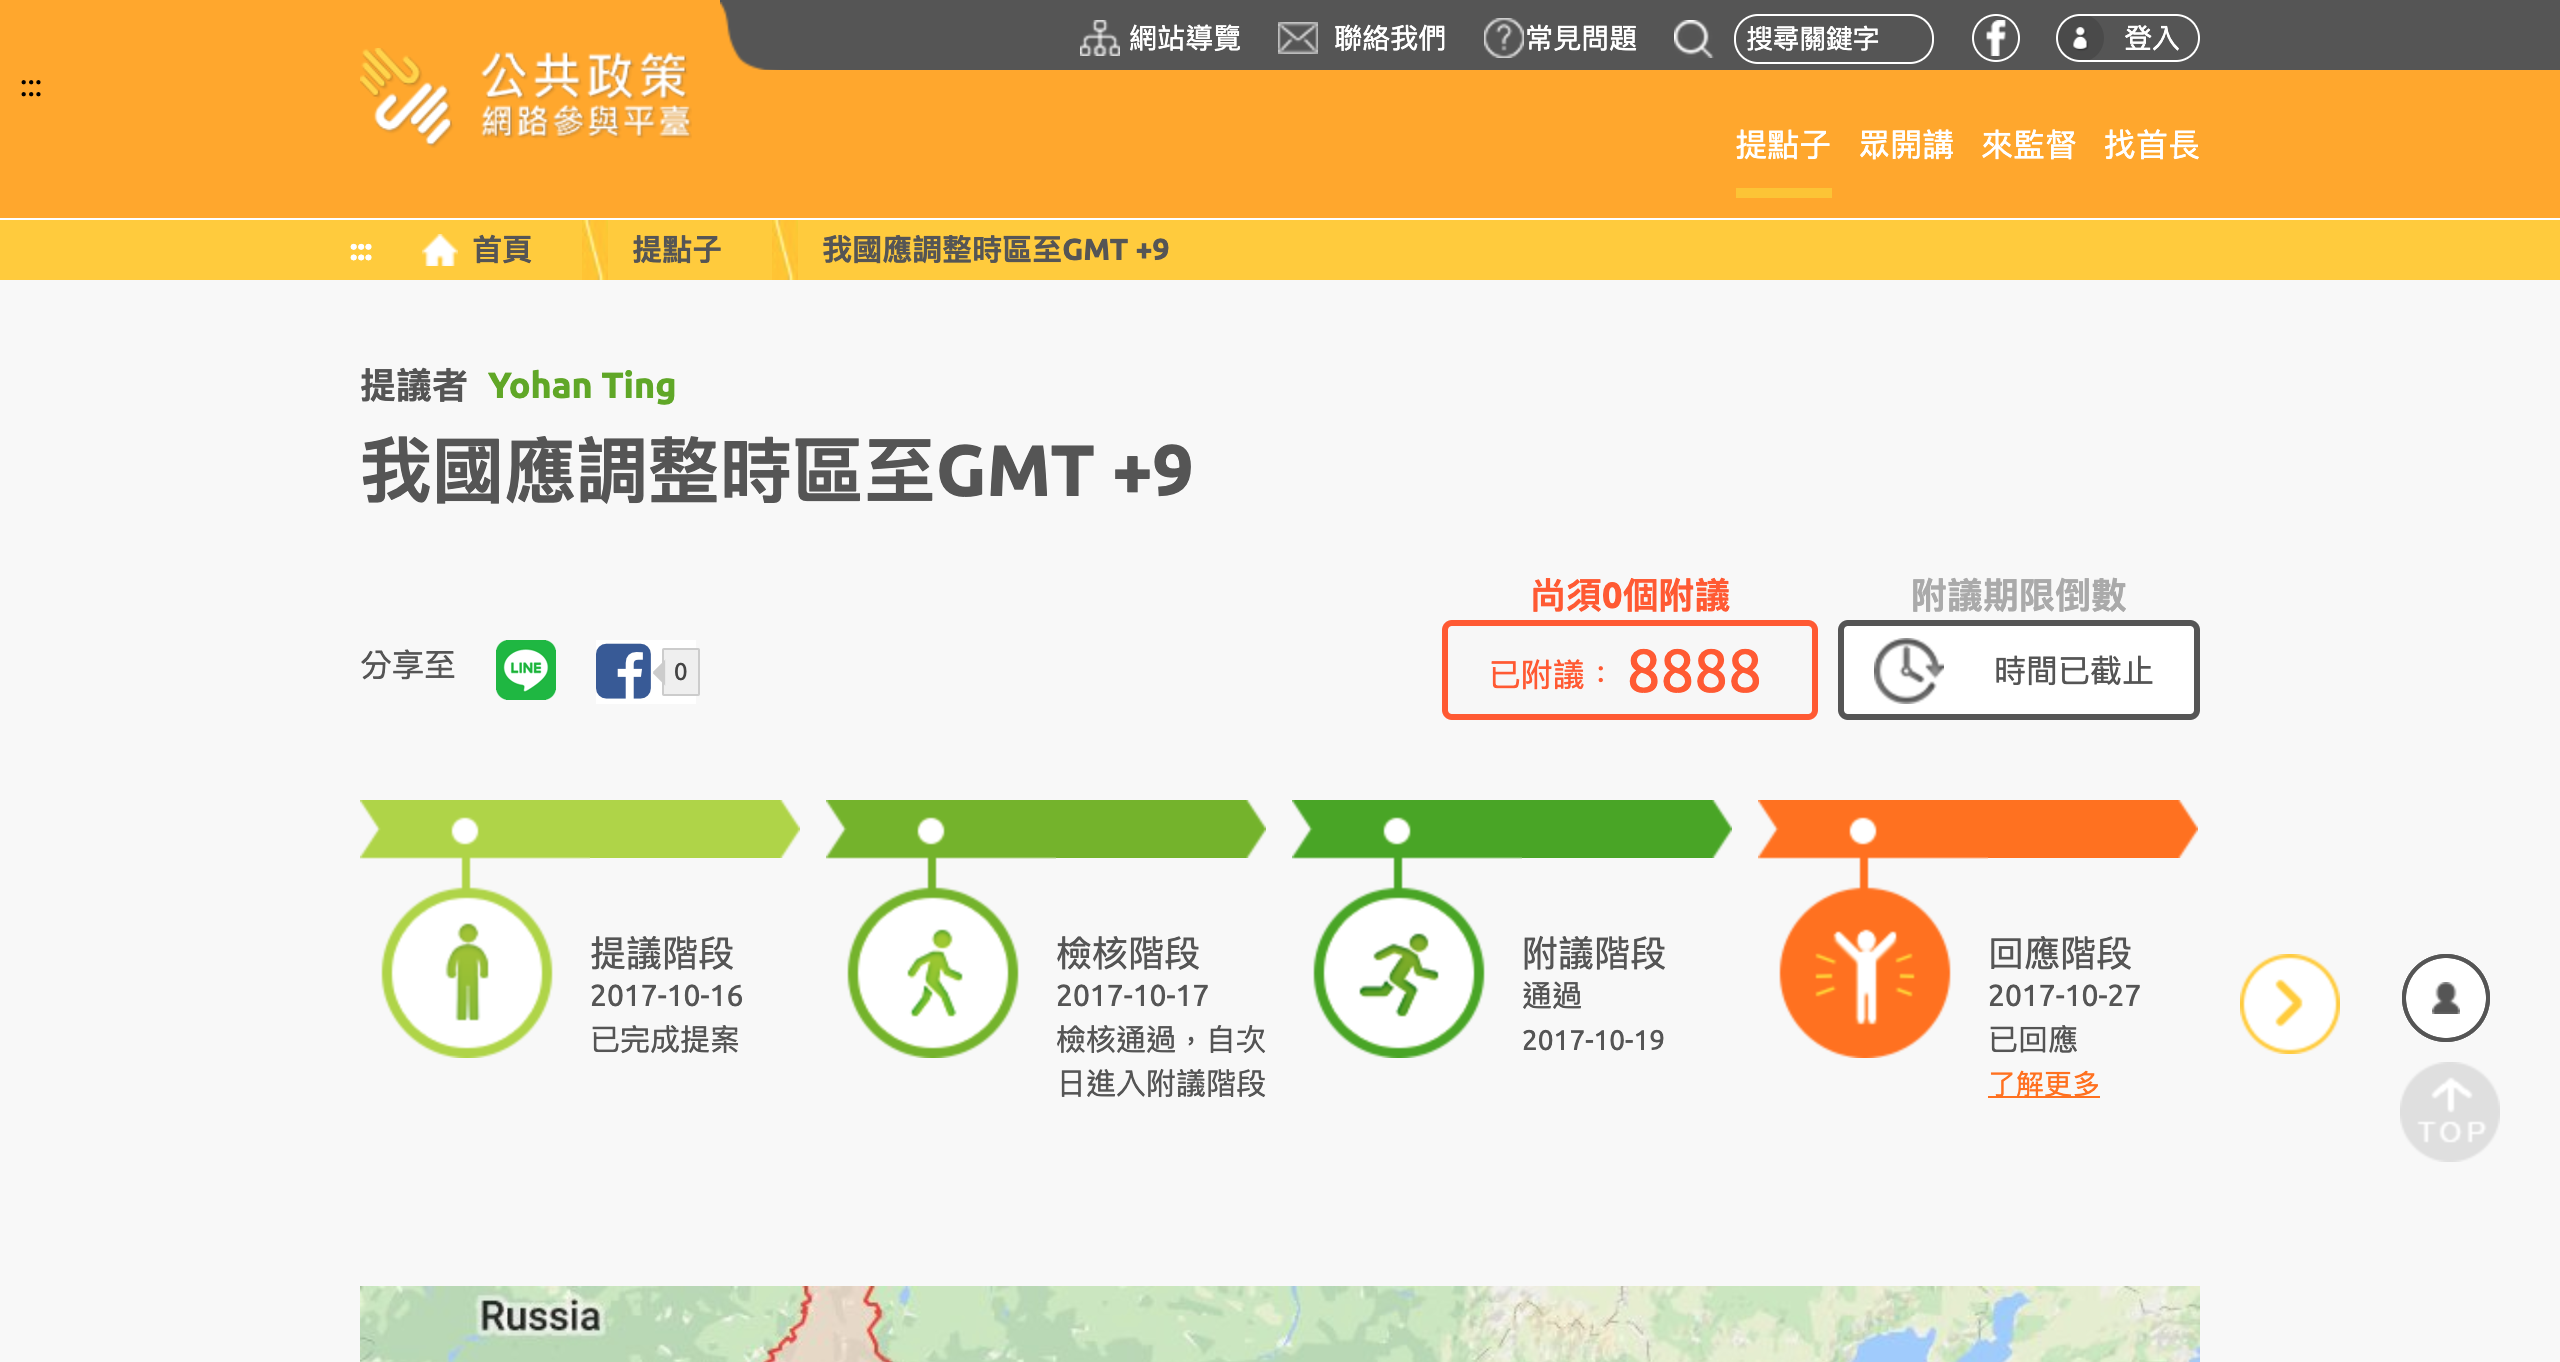 網站導覽
聯絡我們
常見問題
搜尋關鍵字
登入
公共政策
網路參與平臺
提點子
眾開講
來監督
找首長
首頁
提點子
我國應調整時區至GMT +9
提議者 Yohan Ting
我國應調整時區至GMT +9
尚須0個附議
附議期限倒數
分享至
LINE
0
已附議： 8888
時間已截止
提議階段
2017-10-16
已完成提案
檢核階段
2017-10-17
檢核通過，自次
日進入附議階段
附議階段
通過
2017-10-19
回應階段
2017-10-27
已回應
了解更多
TOP
Russia